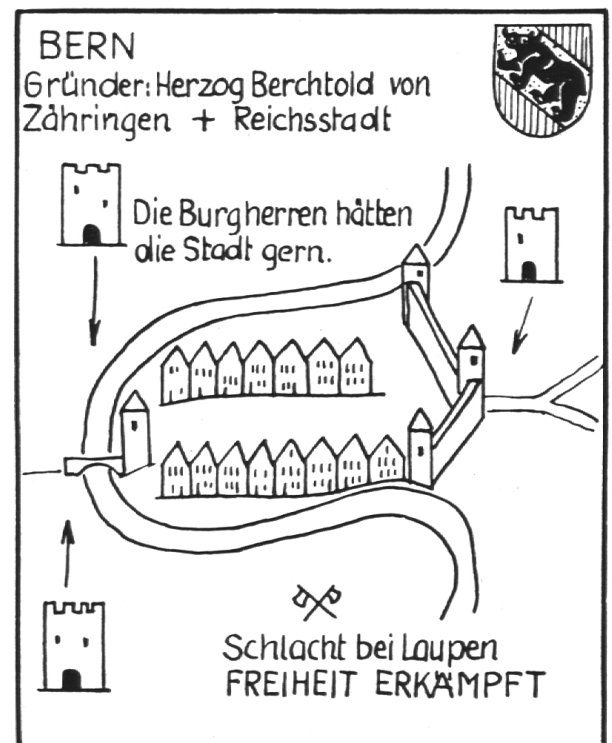 BERN
Gründer: Herzog Berchtold von
Zähringen + Reichsstadt
Die Burgherren hätten
die Stadt gern.
Schlacht bei Laupen
FREIHEIT ERKÄMPFT